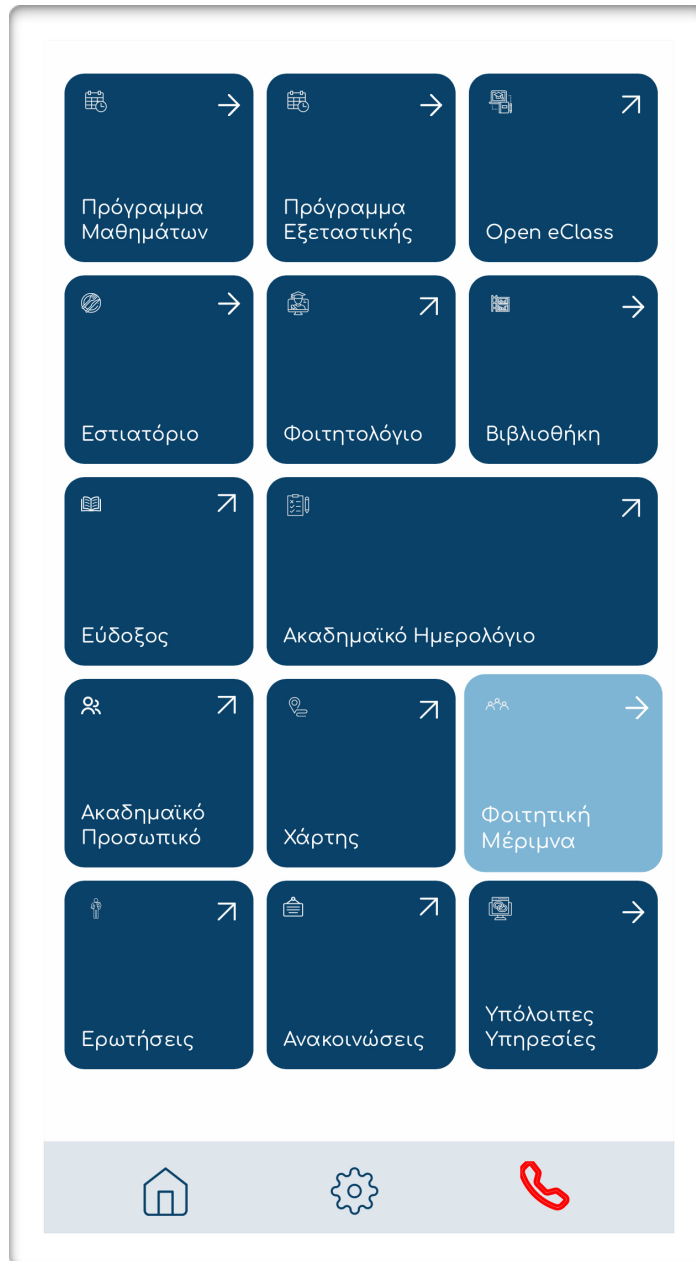 Πρόγραμμα
Μαθημάτων
Πρόγραμμα
Εξεταστικής
Open eClass
Εστιατόριο
Φοιτητολόγιο
Βιβλιοθήκη
Εύδοξος
Ακαδημαϊκό Ημερολόγιο
Ακαδημαϊκό
Προσωπικό
Χάρτης
Φοιτητική
Μέριμνα
Ερωτήσεις
Ανακοινώσεις
Υπόλοιπες
Υπηρεσίες